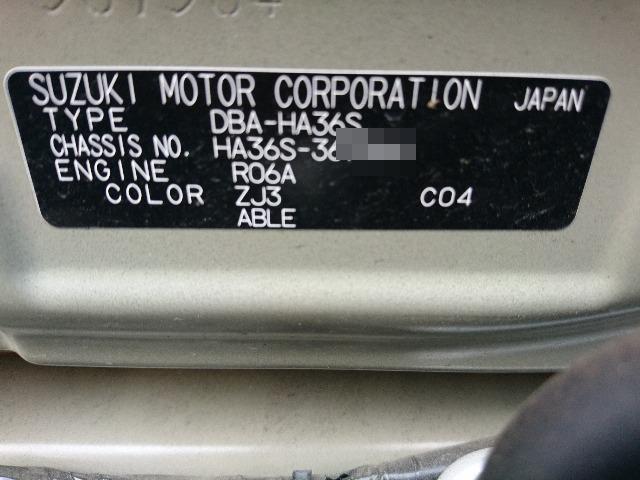 SUZUKI MOTOR CORPORATION JAPAN
TYPE DBA-HA36S
CHASSIS NO. HA36S-36
ENGINE R06A
COLOR ZJ3 C04
ABLE